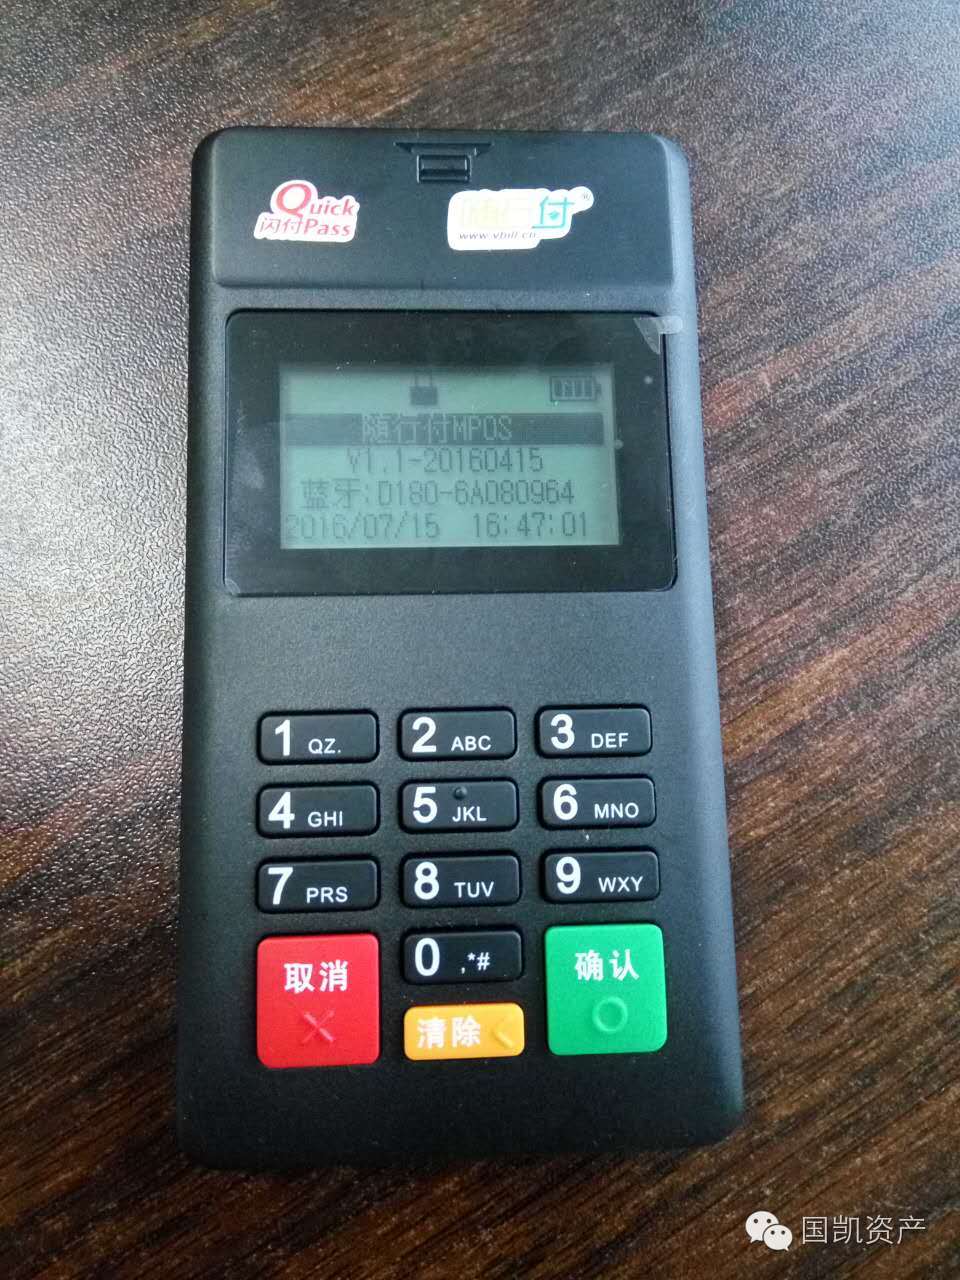 Quick
闪付Pass
随行付®
www.vbill.cn
随行付MPOS
V1.1-20160415
蓝牙:D180-6A080964
2016/07/15 16:47:01
1 QZ.
2 ABC
3 DEF
4 GHI
5 JKL
6 MNO
7 PRS
8 TUV
9 WXY
取消
0 ,*#
确认
清除
国凯资产